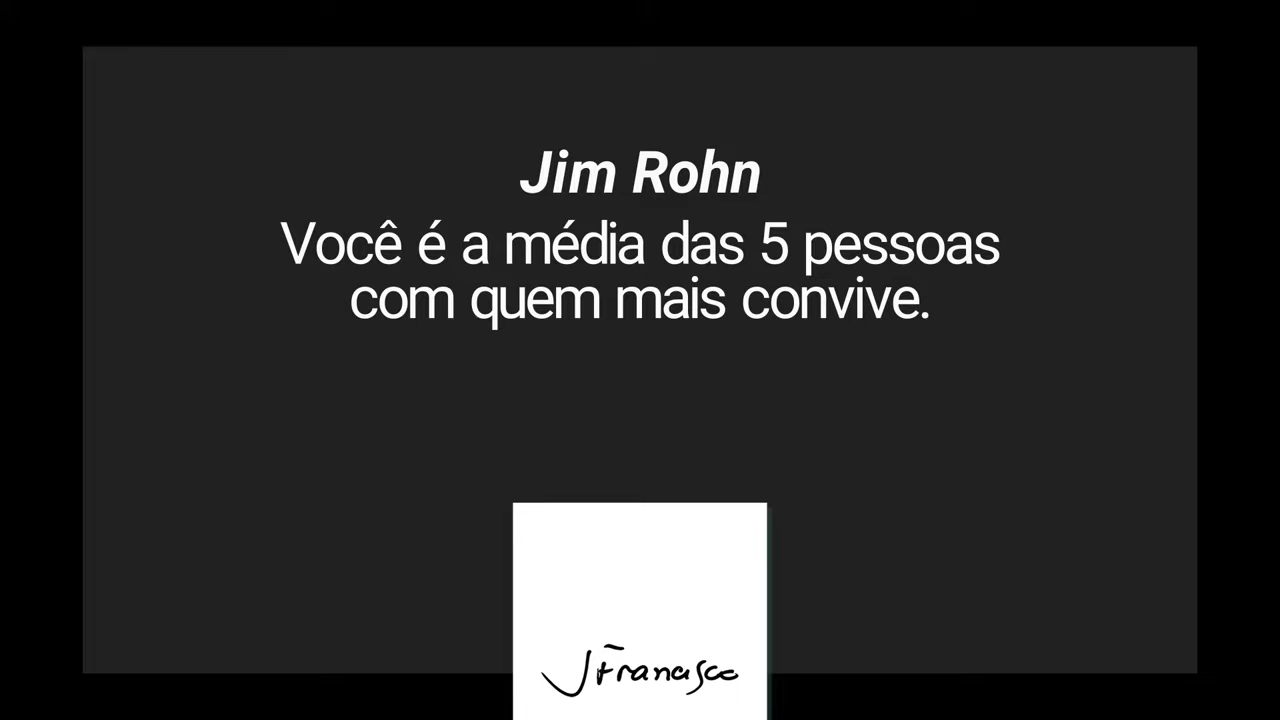 Jim Rohn
Você é a média das 5 pessoas
com quem mais convive.
JFrancisco